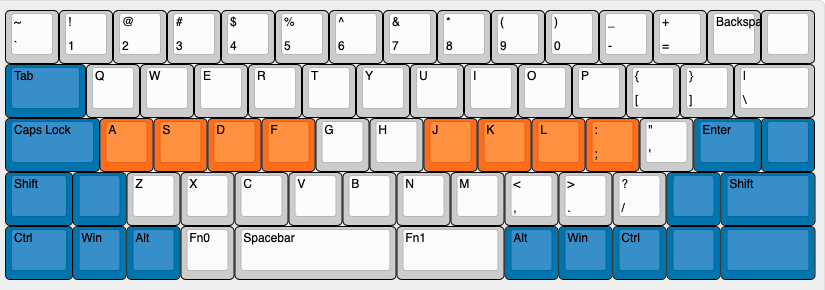 ~ ! @ # $ % ^ & * ( ) _ + Backspa
` 1 2 3 4 5 6 7 8 9 0 - =
Tab Q W E R T Y U I O P { } |
[ ] \
Caps Lock A S D F G H J K L : " Enter
; '
Shift Z X C V B N M < > ? Shift
, . /
Ctrl Win Alt Fn0 Spacebar Fn1 Alt Win Ctrl